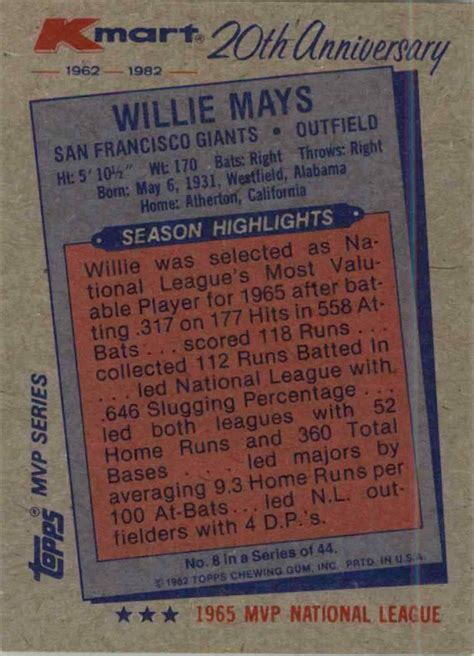 Kmart® 20th Anniversary
1962 — 1982
WILLIE MAYS
SAN FRANCISCO GIANTS • OUTFIELD
Ht: 5' 10½" Wt: 170 Bats: Right Throws: Right
Born: May 6, 1931, Westfield, Alabama
Home: Atherton, California
SEASON HIGHLIGHTS
Willie was selected as Na-
tional League's Most Valu-
able Player for 1965 after bat-
ting .317 on 177 Hits in 558 At-
Bats . . . scored 118 Runs . . .
collected 112 Runs Batted In
. . . led National League with
.646 Slugging Percentage . . .
led both leagues with 52
Home Runs and 360 Total
Bases . . . led majors by
averaging 9.3 Home Runs per
100 At-Bats . . . led N.L. out-
fielders with 4 D.P.'s.
No. 8 in a Series of 44.
©1982 TOPPS CHEWING GUM, INC. PRTD. IN U.S.A.
topps® MVP SERIES
★★★ 1965 MVP NATIONAL LEAGUE